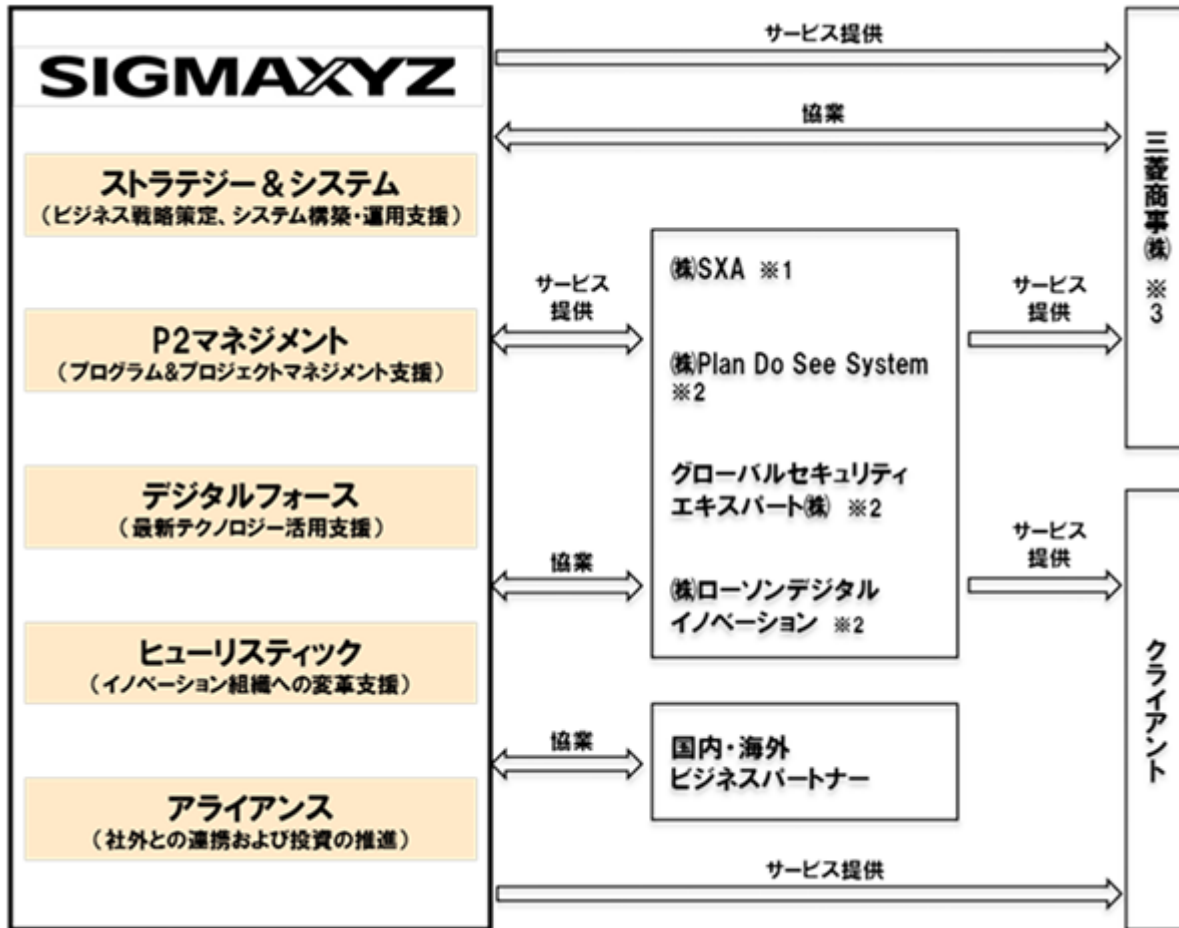 SIGMAXYZ
ストラテジー＆システム
（ビジネス戦略策定、システム構築・運用支援）
P2マネジメント
（プログラム&プロジェクトマネジメント支援）
デジタルフォース
（最新テクノロジー活用支援）
ヒューリスティック
（イノベーション組織への変革支援）
アライアンス
（社外との連携および投資の推進）
サービス提供
協業
サービス
提供
協業
協業
㈱SXA ※1
㈱Plan Do See System
※2
グローバルセキュリティ
エキスパート㈱ ※2
㈱ローソンデジタル
イノベーション ※2
国内・海外
ビジネスパートナー
サービス
提供
サービス
提供
サービス提供
三菱商事㈱ ※3
クライアント